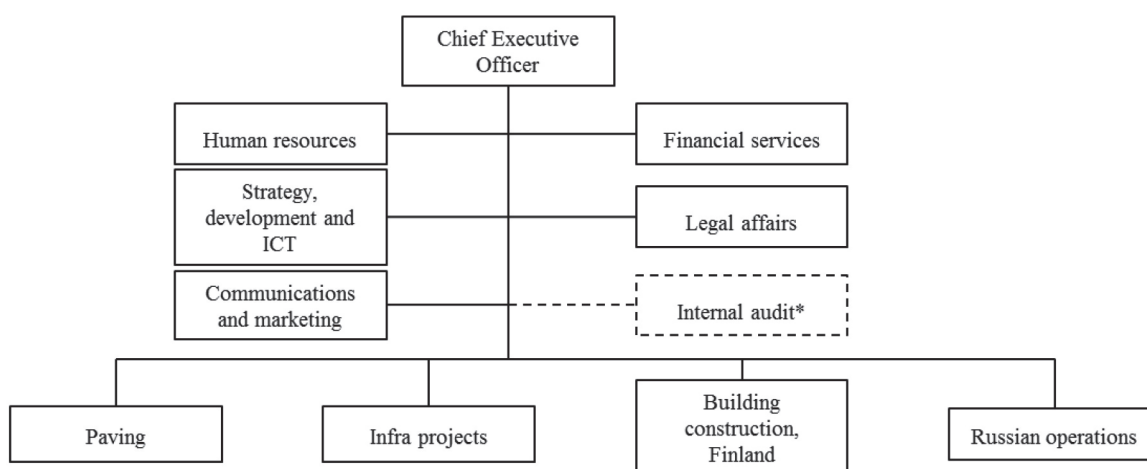 Chief Executive
Officer
Human resources
Financial services
Strategy,
development and
ICT
Legal affairs
Communications
and marketing
Internal audit*
Paving
Infra projects
Building
construction,
Finland
Russian operations